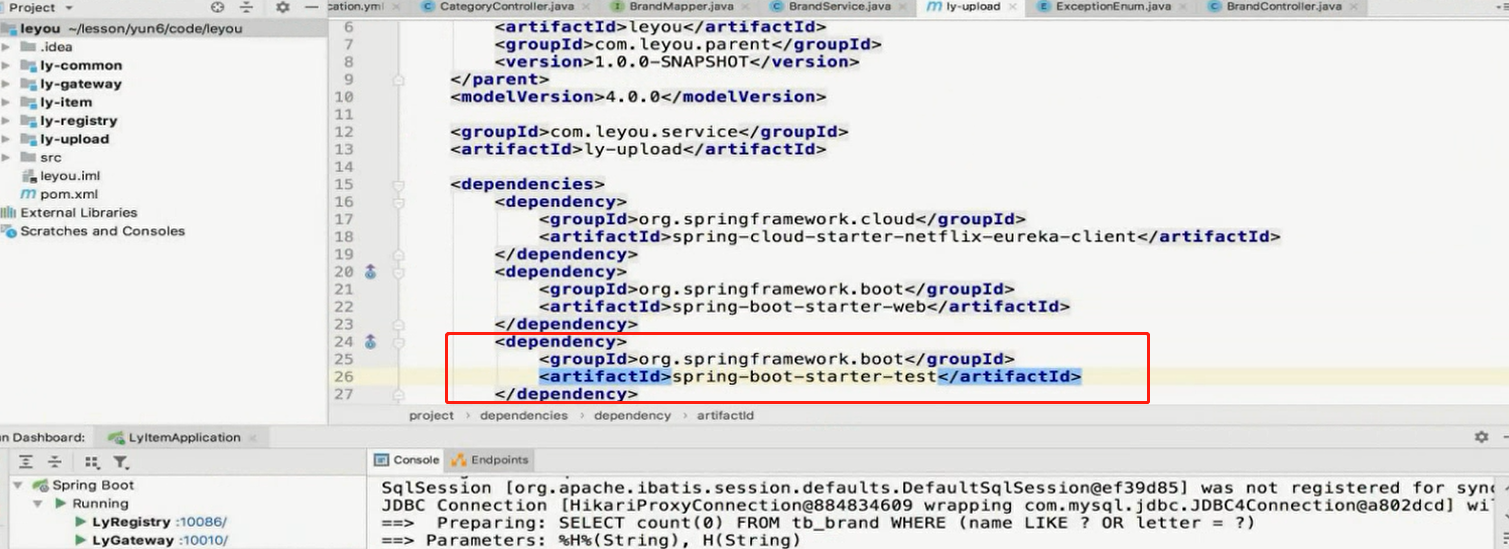 Project
cation.yml
CategoryController.java
BrandMapper.java
BrandService.java
ly-upload
ExceptionEnum.java
BrandController.java
leyou ~/lesson/yun6/code/leyou
.idea
ly-common
ly-gateway
ly-item
ly-registry
ly-upload
src
leyou.iml
pom.xml
External Libraries
Scratches and Consoles
6 <artifactId>leyou</artifactId>
7 <groupId>com.leyou.parent</groupId>
8 <version>1.0.0-SNAPSHOT</version>
9 </parent>
10 <modelVersion>4.0.0</modelVersion>
11
12 <groupId>com.leyou.service</groupId>
13 <artifactId>ly-upload</artifactId>
14
15 <dependencies>
16 <dependency>
17 <groupId>org.springframework.cloud</groupId>
18 <artifactId>spring-cloud-starter-netflix-eureka-client</artifactId>
19 </dependency>
20 <dependency>
21 <groupId>org.springframework.boot</groupId>
22 <artifactId>spring-boot-starter-web</artifactId>
23 </dependency>
24 <dependency>
25 <groupId>org.springframework.boot</groupId>
26 <artifactId>spring-boot-starter-test</artifactId>
27 </dependency>
project › dependencies › dependency › artifactId
n Dashboard:
LyItemApplication
Spring Boot
Running
LyRegistry :10086/
LyGateway :10010/
Console
Endpoints
SqlSession [org.apache.ibatis.session.defaults.DefaultSqlSession@ef39d85] was not registered for sync
JDBC Connection [HikariProxyConnection@884834609 wrapping com.mysql.jdbc.JDBC4Connection@a802dcd] wil
==> Preparing: SELECT count(0) FROM tb_brand WHERE (name LIKE ? OR letter = ?)
==> Parameters: %H%(String), H(String)